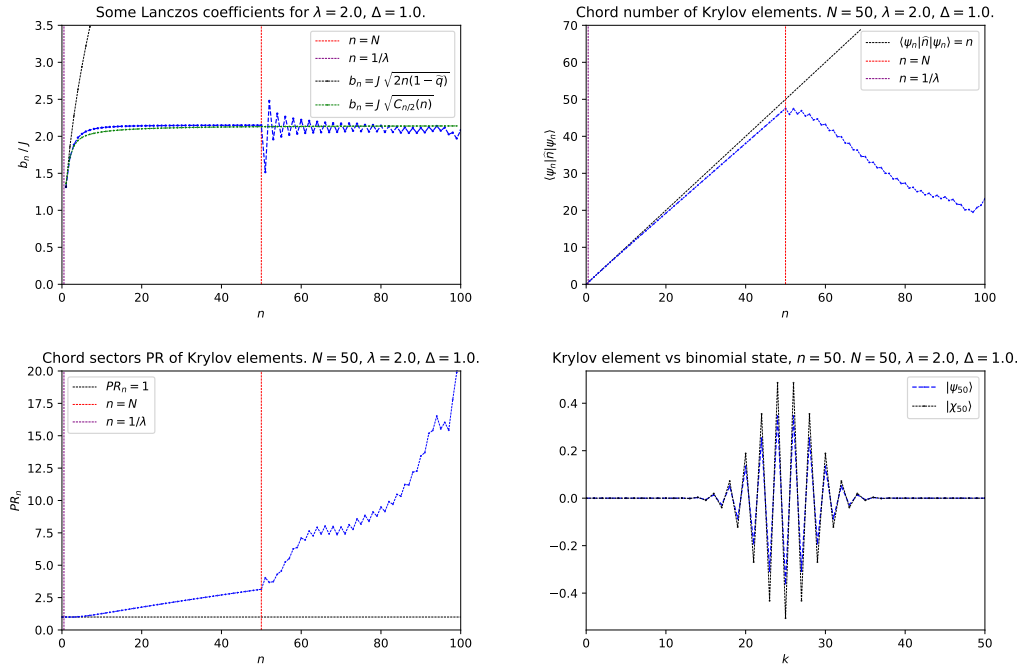 Some Lanczos coefficients for λ = 2.0, Δ = 1.0.
3.5
3.0
2.5
2.0
1.5
1.0
0.5
0.0
b_n / J
0 20 40 60 80 100
n
n = N
n = 1/λ
b_n = J √(2n(1 − q̃))
b_n = J √(C_{n/2}(n))
Chord number of Krylov elements. N = 50, λ = 2.0, Δ = 1.0.
70
60
50
40
30
20
10
0
⟨ψ_n|n̂|ψ_n⟩
0 20 40 60 80 100
n
⟨ψ_n|n̂|ψ_n⟩ = n
n = N
n = 1/λ
Chord sectors PR of Krylov elements. N = 50, λ = 2.0, Δ = 1.0.
20.0
17.5
15.0
12.5
10.0
7.5
5.0
2.5
0.0
PR_n
0 20 40 60 80 100
n
PR_n = 1
n = N
n = 1/λ
Krylov element vs binomial state, n = 50. N = 50, λ = 2.0, Δ = 1.0.
0.4
0.2
0.0
−0.2
−0.4
0 10 20 30 40 50
k
|ψ_50⟩
|χ_50⟩